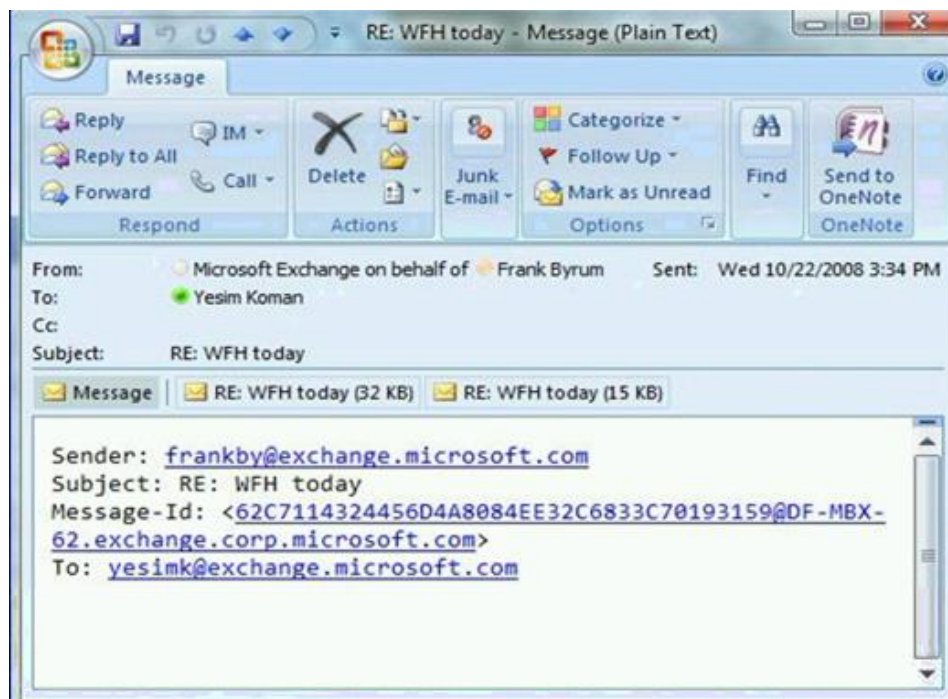 RE: WFH today - Message (Plain Text)
Message
Reply
Reply to All
Forward
IM
Call
Respond
Delete
Actions
Junk
E-mail
Categorize
Follow Up
Mark as Unread
Options
Find
Send to
OneNote
OneNote
From: Microsoft Exchange on behalf of Frank Byrum Sent: Wed 10/22/2008 3:34 PM
To: Yesim Koman
Cc:
Subject: RE: WFH today
Message RE: WFH today (32 KB) RE: WFH today (15 KB)
Sender: frankby@exchange.microsoft.com
Subject: RE: WFH today
Message-Id: <62C7114324456D4A8084EE32C6833C70193159@DF-MBX-
62.exchange.corp.microsoft.com>
To: yesimk@exchange.microsoft.com